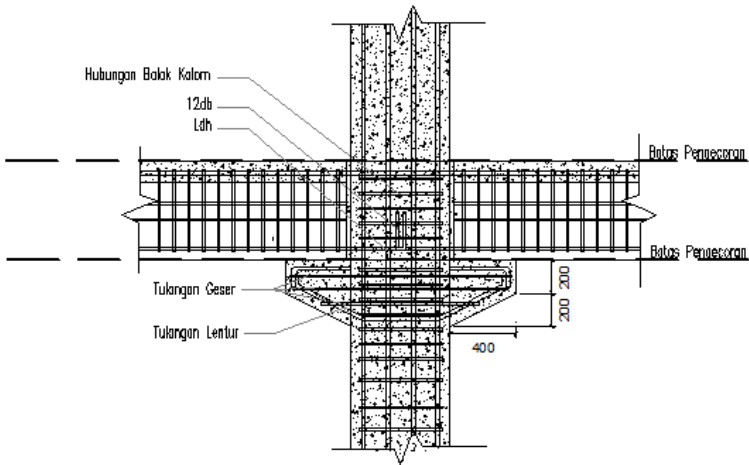 Hubungan Balok Kolom
12db
Ldh
Batas Pengecoran
Batas Pengecoran
Tulangan Geser
Tulangan Lentur
200
200
400